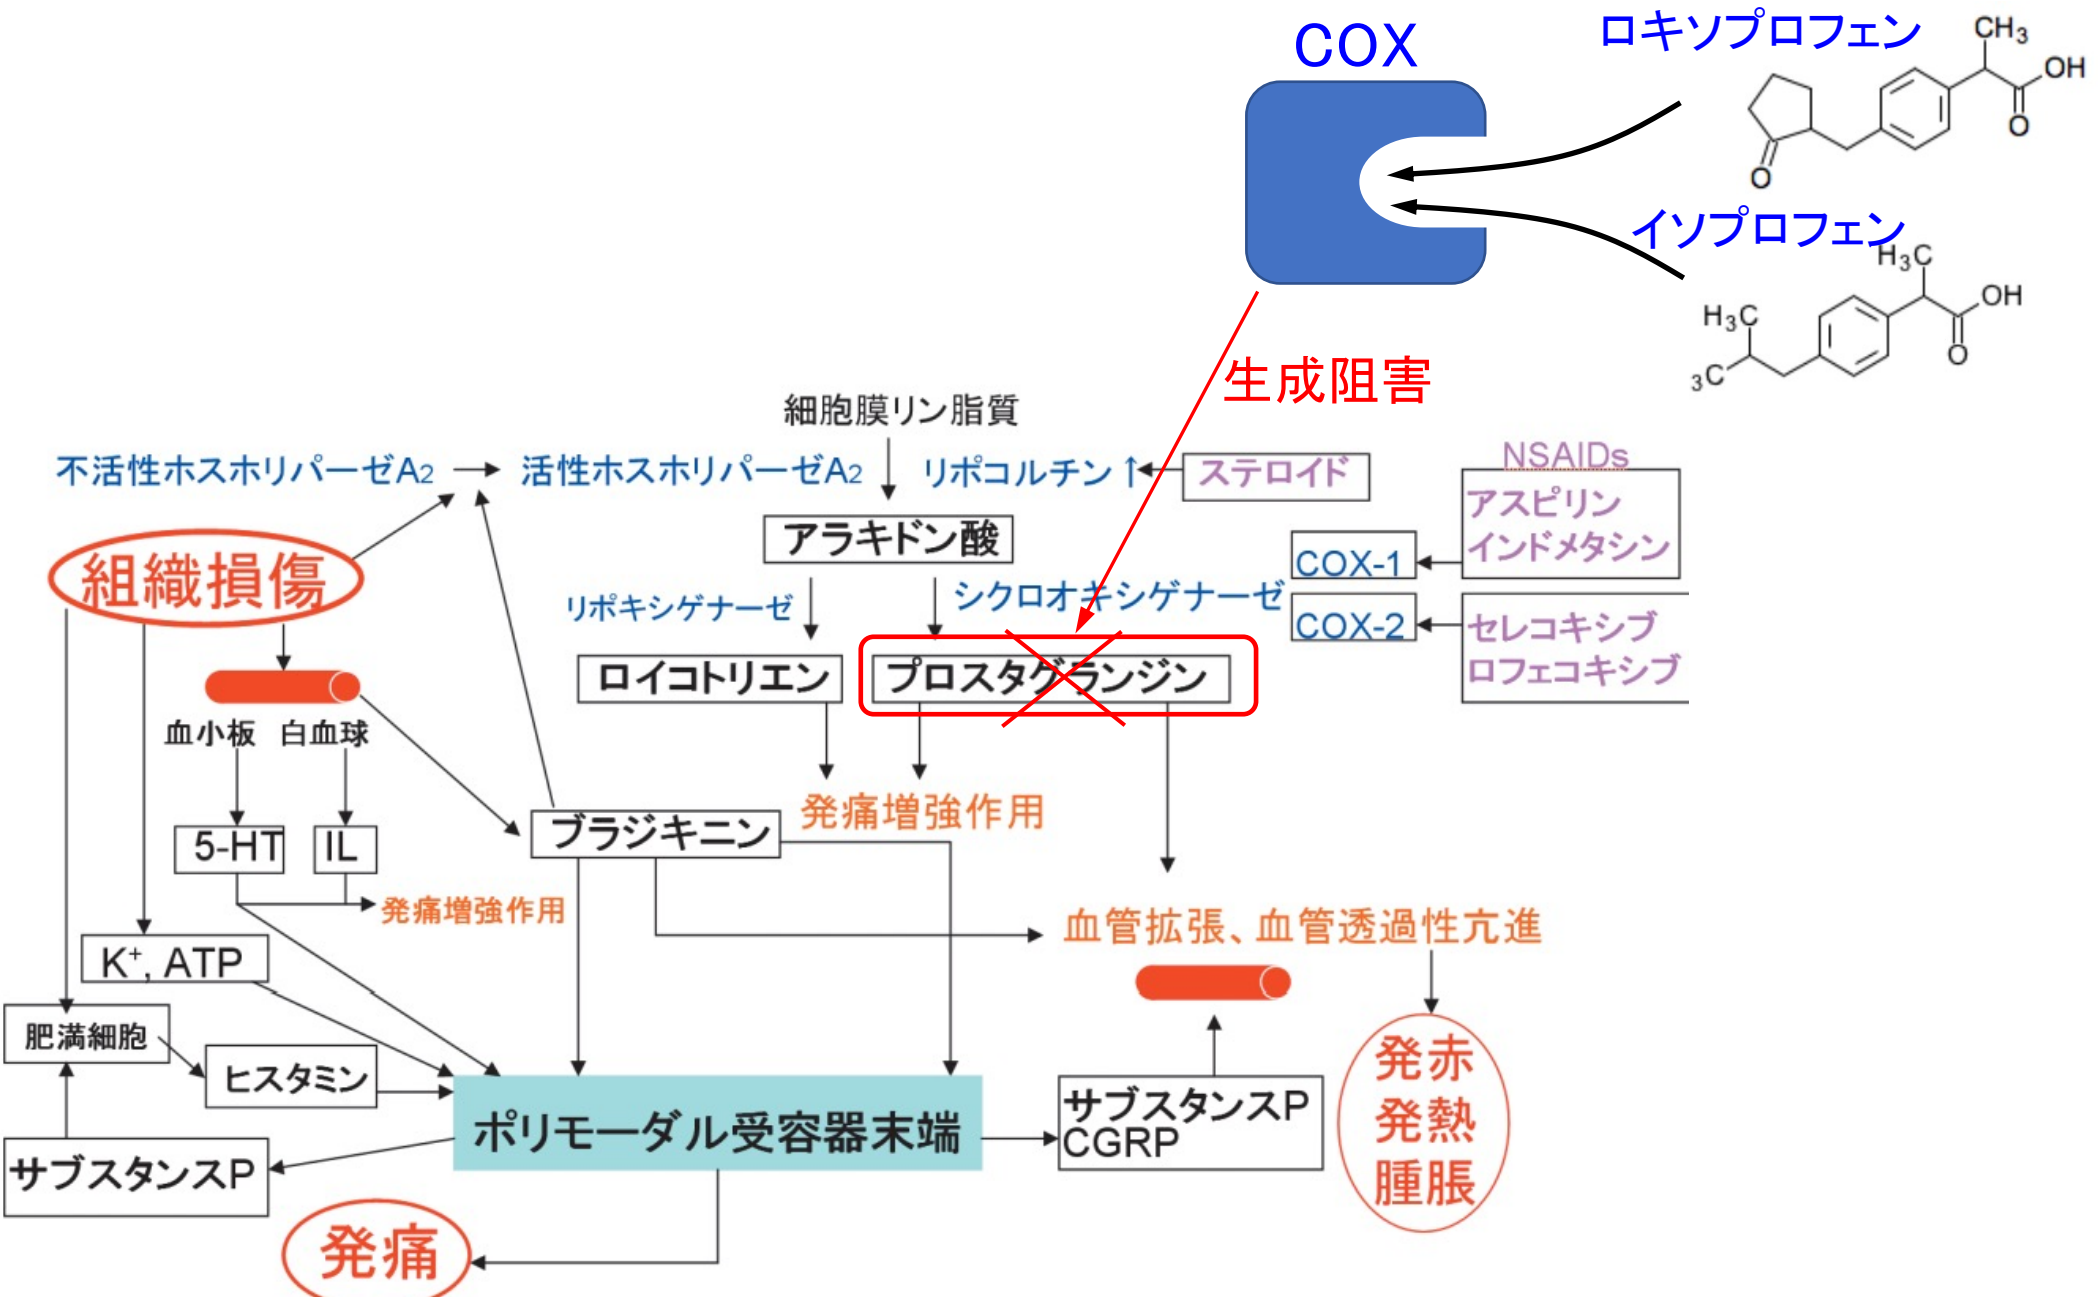 COX
ロキソプロフェン
CH3
OH
O
O
イソプロフェン
H3C
OH
H3C
O
3C
生成阻害
細胞膜リン脂質
不活性ホスホリパーゼA2
活性ホスホリパーゼA2
リポコルチン↑
ステロイド
NSAIDs
アスピリン
インドメタシン
アラキドン酸
COX-1
組織損傷
リポキシゲナーゼ
シクロオキシゲナーゼ
COX-2
セレコキシブ
ロフェコキシブ
ロイコトリエン
プロスタグランジン
血小板
白血球
発痛増強作用
ブラジキニン
5-HT
IL
発痛増強作用
血管拡張、血管透過性亢進
K+, ATP
肥満細胞
ヒスタミン
発赤
発熱
腫脹
ポリモーダル受容器末端
サブスタンスP
CGRP
サブスタンスP
発痛